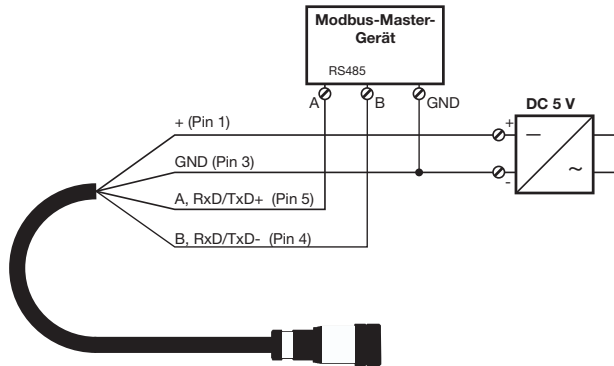 Modbus-Master-
Gerät
RS485
A
B
GND
DC 5 V
+ (Pin 1)
+
GND (Pin 3)
-
~
A, RxD/TxD+ (Pin 5)
B, RxD/TxD- (Pin 4)